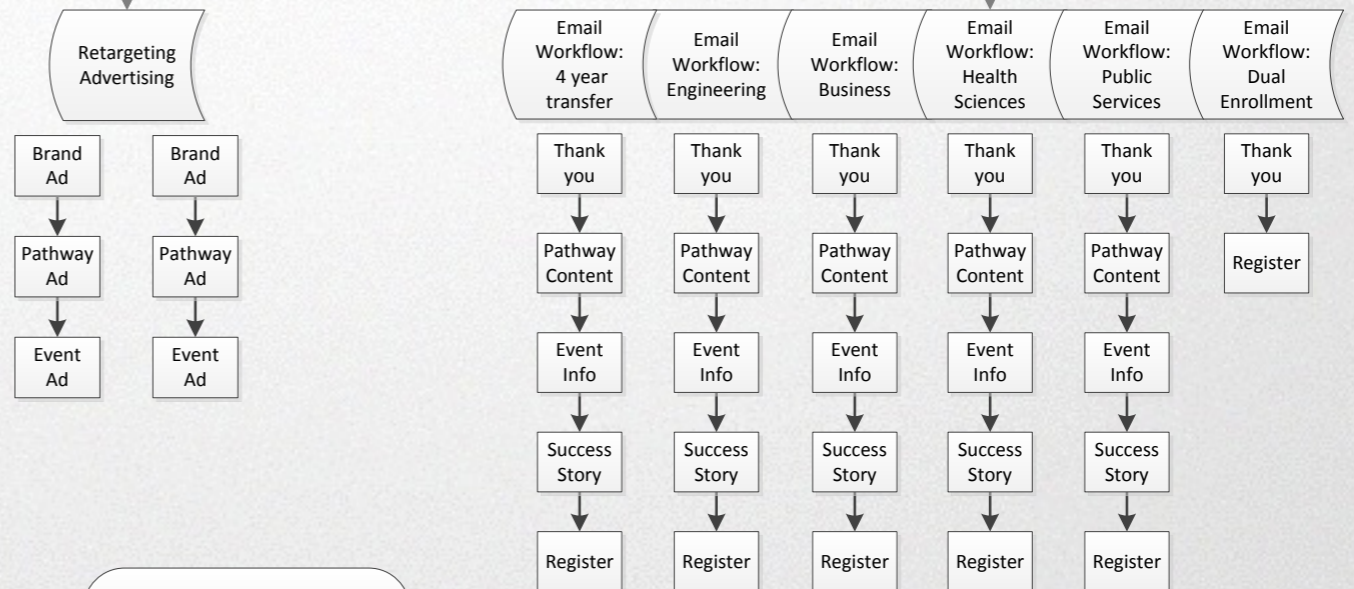 Retargeting
Advertising
Brand
Ad
Pathway
Ad
Event
Ad
Brand
Ad
Pathway
Ad
Event
Ad
Email
Workflow:
4 year
transfer
Thank
you
Pathway
Content
Event
Info
Success
Story
Register
Email
Workflow:
Engineering
Thank
you
Pathway
Content
Event
Info
Success
Story
Register
Email
Workflow:
Business
Thank
you
Pathway
Content
Event
Info
Success
Story
Register
Email
Workflow:
Health
Sciences
Thank
you
Pathway
Content
Event
Info
Success
Story
Register
Email
Workflow:
Public
Services
Thank
you
Pathway
Content
Event
Info
Success
Story
Register
Email
Workflow:
Dual
Enrollment
Thank
you
Register